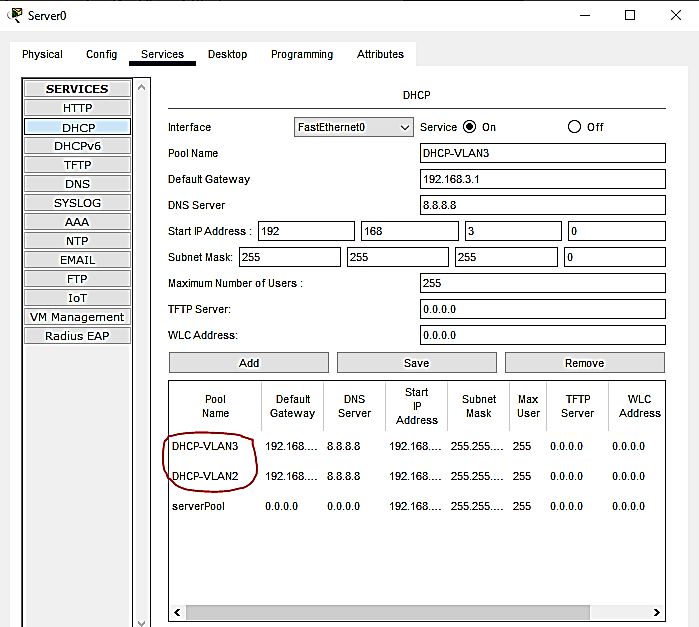 Server0
Physical Config Services Desktop Programming Attributes
SERVICES
HTTP
DHCP
DHCPv6
TFTP
DNS
SYSLOG
AAA
NTP
EMAIL
FTP
IoT
VM Management
Radius EAP
DHCP
Interface FastEthernet0 Service On Off
Pool Name DHCP-VLAN3
Default Gateway 192.168.3.1
DNS Server 8.8.8.8
Start IP Address : 192 168 3 0
Subnet Mask: 255 255 255 0
Maximum Number of Users : 255
TFTP Server: 0.0.0.0
WLC Address: 0.0.0.0
Add Save Remove
Pool Name Default Gateway DNS Server Start IP Address Subnet Mask Max User TFTP Server WLC Address
DHCP-VLAN3 192.168.... 8.8.8.8 192.168.... 255.255.... 255 0.0.0.0 0.0.0.0
DHCP-VLAN2 192.168.... 8.8.8.8 192.168.... 255.255.... 255 0.0.0.0 0.0.0.0
serverPool 0.0.0.0 0.0.0.0 192.168.... 255.255.... 255 0.0.0.0 0.0.0.0